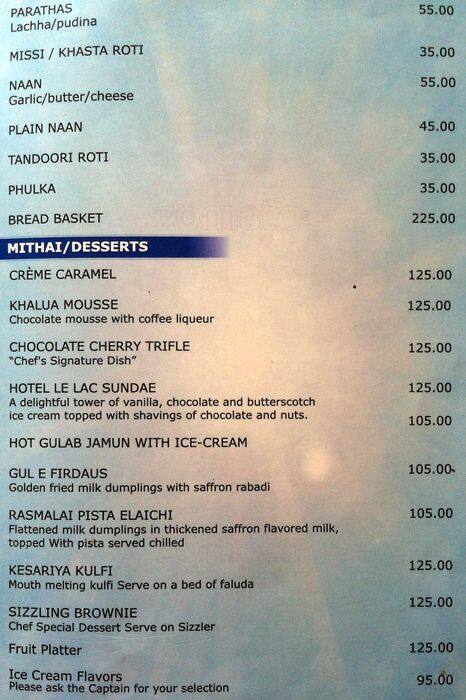 PARATHAS 55.00
Lachha/pudina
MISSI / KHASTA ROTI 35.00
NAAN 55.00
Garlic/butter/cheese
PLAIN NAAN 45.00
TANDOORI ROTI 35.00
PHULKA 35.00
zomato
BREAD BASKET 225.00
MITHAI/DESSERTS
CRÈME CARAMEL 125.00
KHALUA MOUSSE 125.00
Chocolate mousse with coffee liqueur
CHOCOLATE CHERRY TRIFLE 125.00
"Chef's Signature Dish"
HOTEL LE LAC SUNDAE 125.00
A delightful tower of vanilla, chocolate and butterscotch
ice cream topped with shavings of chocolate and nuts.
105.00
HOT GULAB JAMUN WITH ICE-CREAM
GUL E FIRDAUS 105.00
Golden fried milk dumplings with saffron rabadi
RASMALAI PISTA ELAICHI 105.00
Flattened milk dumplings in thickened saffron flavored milk,
topped With pista served chilled
KESARIYA KULFI 125.00
Mouth melting kulfi Serve on a bed of faluda
SIZZLING BROWNIE 125.00
Chef Special Dessert Serve on Sizzler
Fruit Platter 125.00
Ice Cream Flavors 95.00
Please ask the Captain for your selection